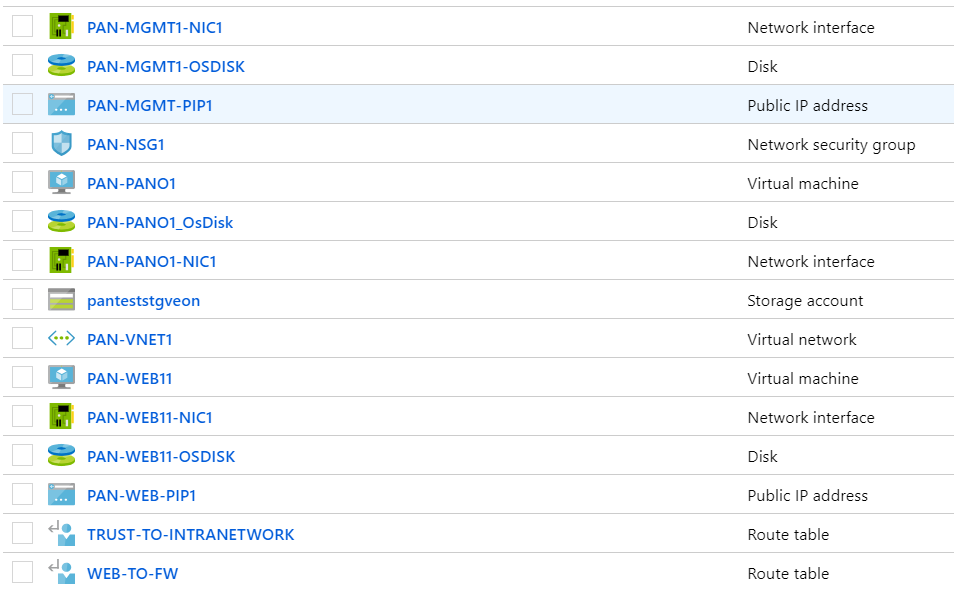 PAN-MGMT1-NIC1 Network interface
PAN-MGMT1-OSDISK Disk
PAN-MGMT-PIP1 Public IP address
PAN-NSG1 Network security group
PAN-PANO1 Virtual machine
PAN-PANO1_OsDisk Disk
PAN-PANO1-NIC1 Network interface
panteststgveon Storage account
PAN-VNET1 Virtual network
PAN-WEB11 Virtual machine
PAN-WEB11-NIC1 Network interface
PAN-WEB11-OSDISK Disk
PAN-WEB-PIP1 Public IP address
TRUST-TO-INTRANETWORK Route table
WEB-TO-FW Route table